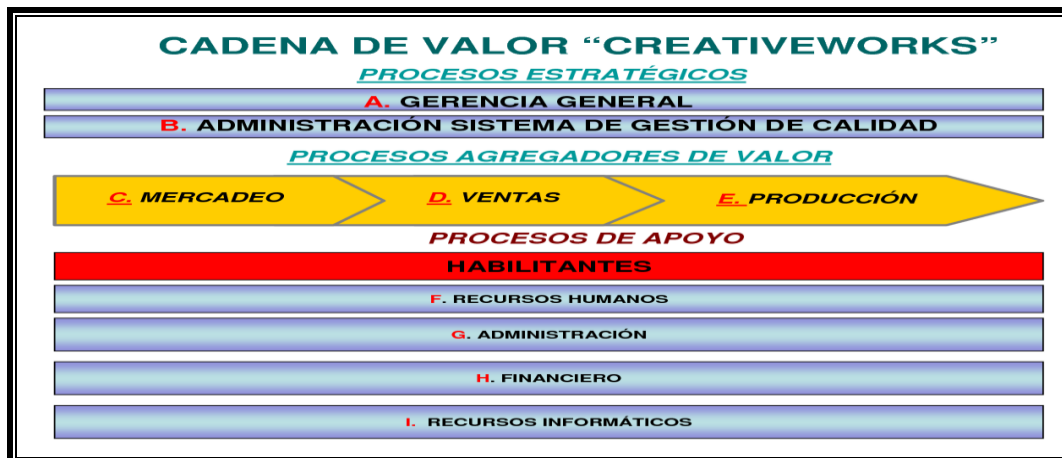 CADENA DE VALOR “CREATIVEWORKS”
PROCESOS ESTRATÉGICOS
A. GERENCIA GENERAL
B. ADMINISTRACIÓN SISTEMA DE GESTIÓN DE CALIDAD
PROCESOS AGREGADORES DE VALOR
C. MERCADEO D. VENTAS E. PRODUCCIÓN
PROCESOS DE APOYO
HABILITANTES
F. RECURSOS HUMANOS
G. ADMINISTRACIÓN
H. FINANCIERO
I. RECURSOS INFORMÁTICOS